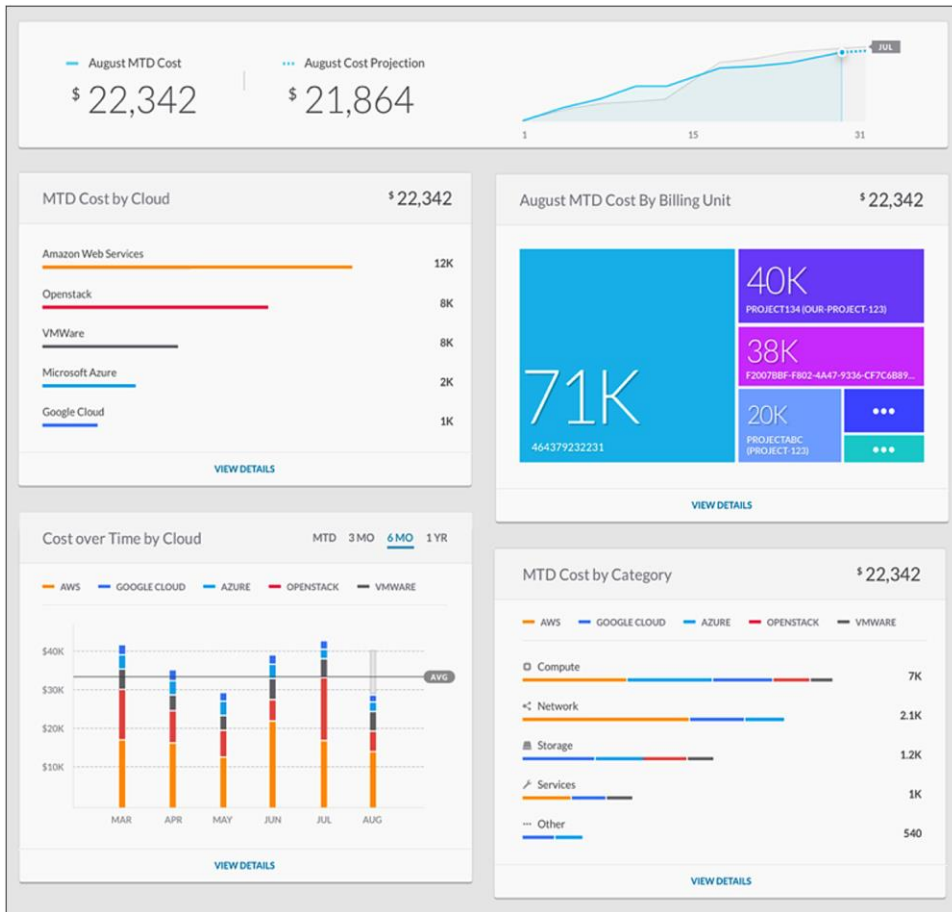 August MTD Cost
$ 22,342
August Cost Projection
$ 21,864
JUL
1 15 31
MTD Cost by Cloud $ 22,342
Amazon Web Services 12K
Openstack 8K
VMWare 8K
Microsoft Azure 2K
Google Cloud 1K
VIEW DETAILS
August MTD Cost By Billing Unit $ 22,342
71K
464379232231
40K
PROJECT134 (OUR-PROJECT-123)
38K
F2007BBF-F802-4A47-9336-CF7C6B89...
20K
PROJECTABC
(PROJECT-123)
•••
•••
VIEW DETAILS
Cost over Time by Cloud MTD 3 MO 6 MO 1 YR
AWS GOOGLE CLOUD AZURE OPENSTACK VMWARE
$40K
AVG
$30K
$20K
$10K
MAR APR MAY JUN JUL AUG
VIEW DETAILS
MTD Cost by Category $ 22,342
AWS GOOGLE CLOUD AZURE OPENSTACK VMWARE
Compute 7K
Network 2.1K
Storage 1.2K
Services 1K
Other 540
VIEW DETAILS